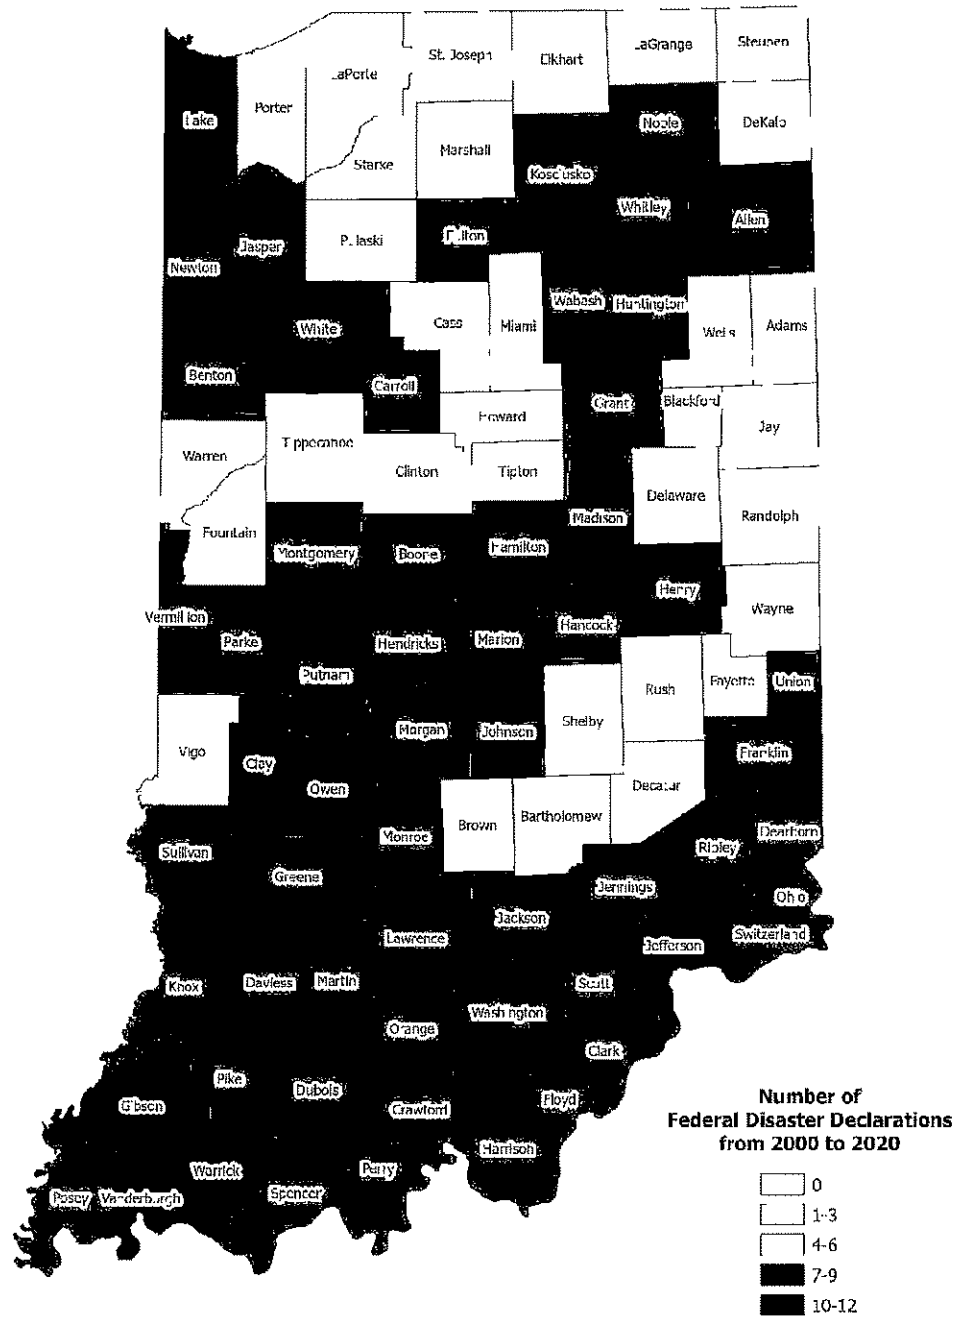 St. Joseph
LaGrange
Steuben
Elkhart
LaPorte
Porter
Lake
Noble
DeKalb
Marshall
Starke
Kosciusko
Whitley
Allen
Fulton
Pulaski
Jasper
Newton
Wabash
Huntington
Cass
Miami
White
Wells
Adams
Benton
Carroll
Grant
Blackford
Howard
Jay
Tippecanoe
Warren
Clinton
Tipton
Delaware
Randolph
Madison
Fountain
Montgomery
Boone
Hamilton
Henry
Wayne
Vermillion
Parke
Hendricks
Marion
Hancock
Putnam
Rush
Fayette
Union
Shelby
Morgan
Johnson
Vigo
Clay
Franklin
Owen
Decatur
Brown
Bartholomew
Monroe
Dearborn
Ripley
Sullivan
Greene
Jennings
Ohio
Jackson
Lawrence
Jefferson
Switzerland
Knox
Daviess
Martin
Scott
Washington
Orange
Clark
Pike
Dubois
Gibson
Crawford
Floyd
Harrison
Warrick
Perry
Posey
Vanderburgh
Spencer
Number of
Federal Disaster Declarations
from 2000 to 2020
0
1-3
4-6
7-9
10-12